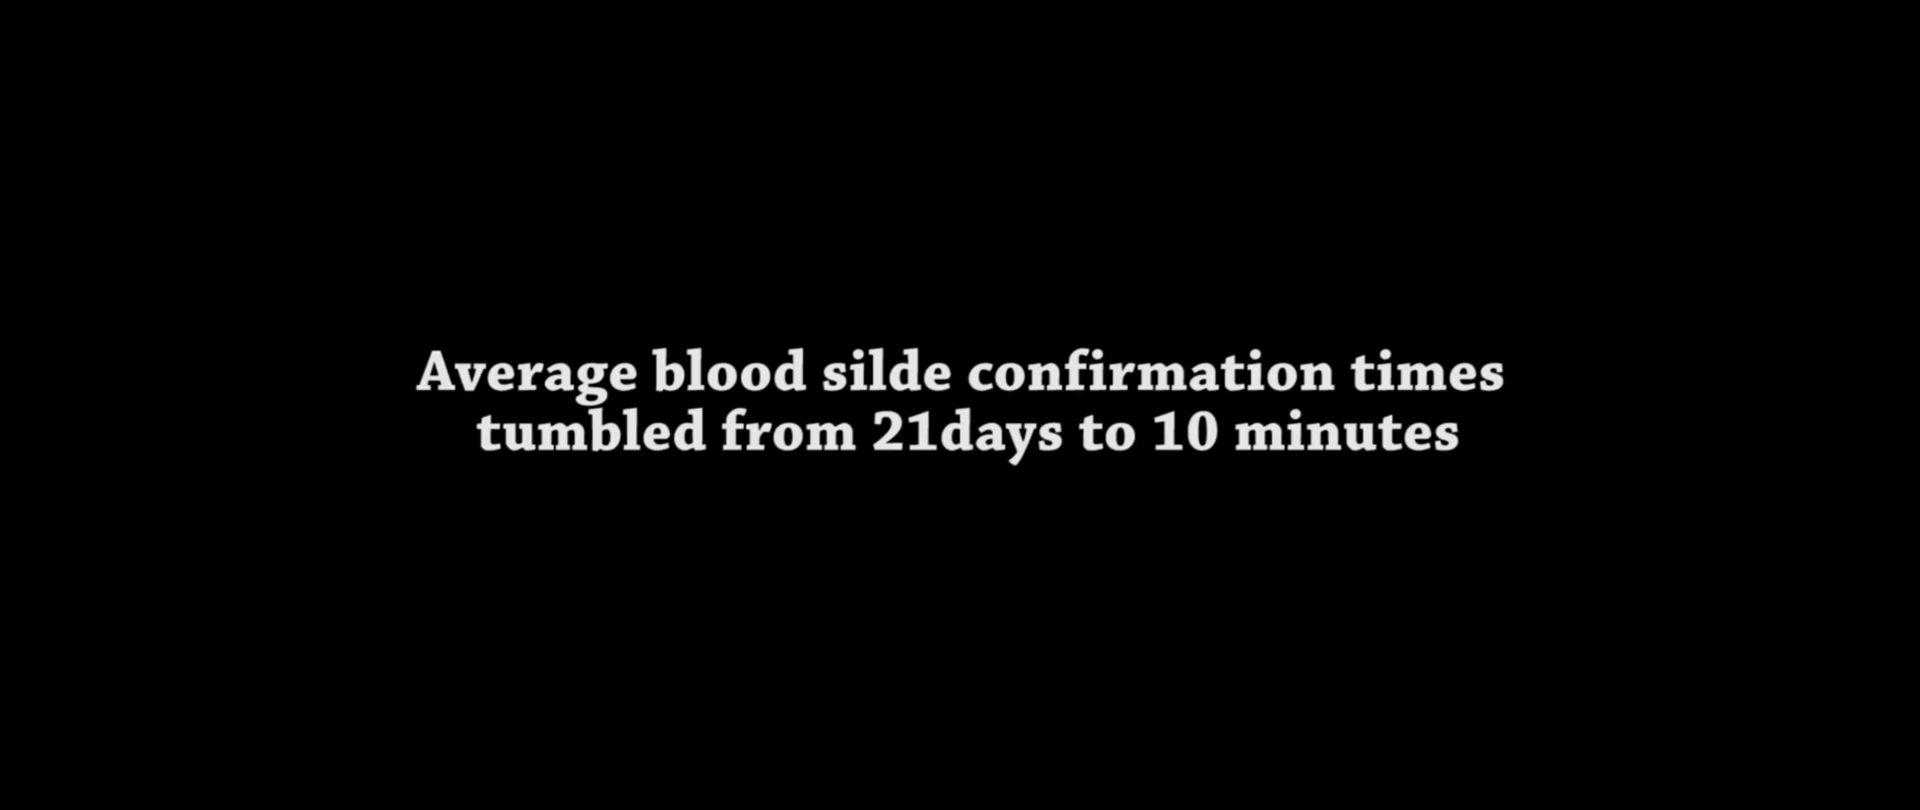 Average blood silde confirmation times
tumbled from 21days to 10 minutes